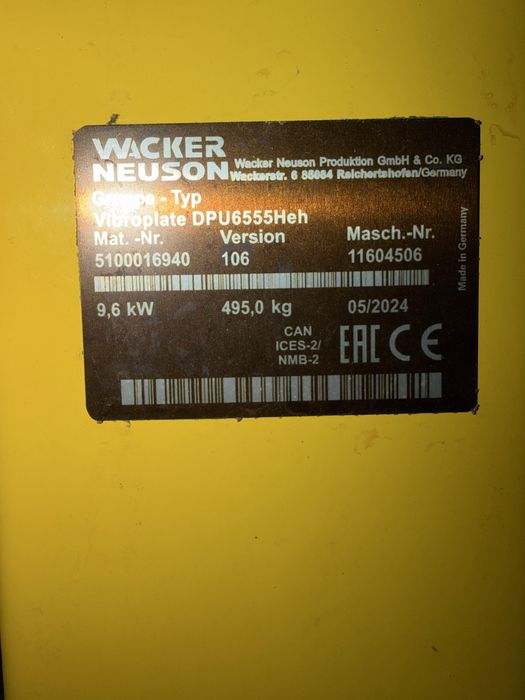 WACKER
NEUSON
Wacker Neuson Produktion GmbH & Co. KG
Wackerstr. 6 85084 Reichertshofen/Germany
Gruppe - Typ
Vibroplate DPU6555Heh
Mat. -Nr. Version Masch.-Nr.
5100016940 106 11604506
9,6 kW 495,0 kg 05/2024
CAN
ICES-2/
NMB-2
EAC CE
Made in Germany